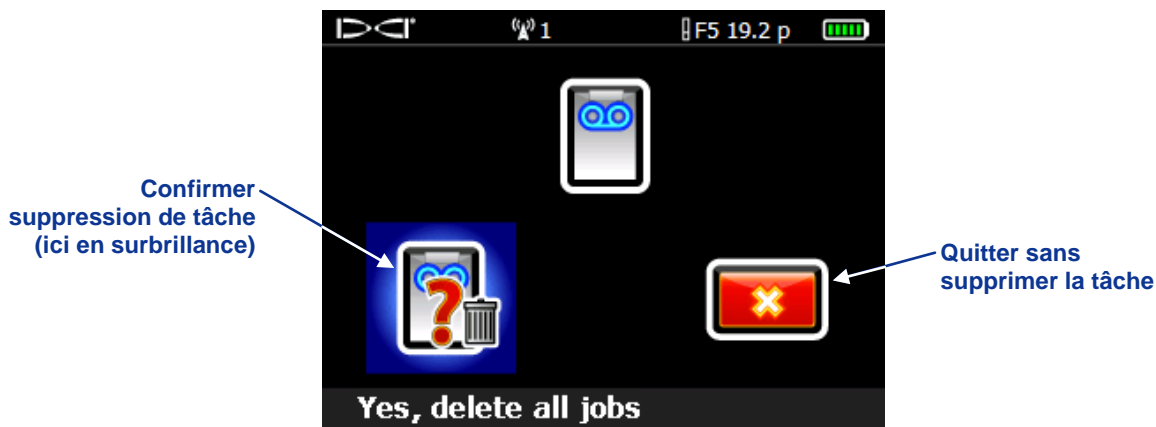 DCI
1
F5 19.2 p
Confirmer
suppression de tâche
(ici en surbrillance)
Quitter sans
supprimer la tâche
Yes, delete all jobs